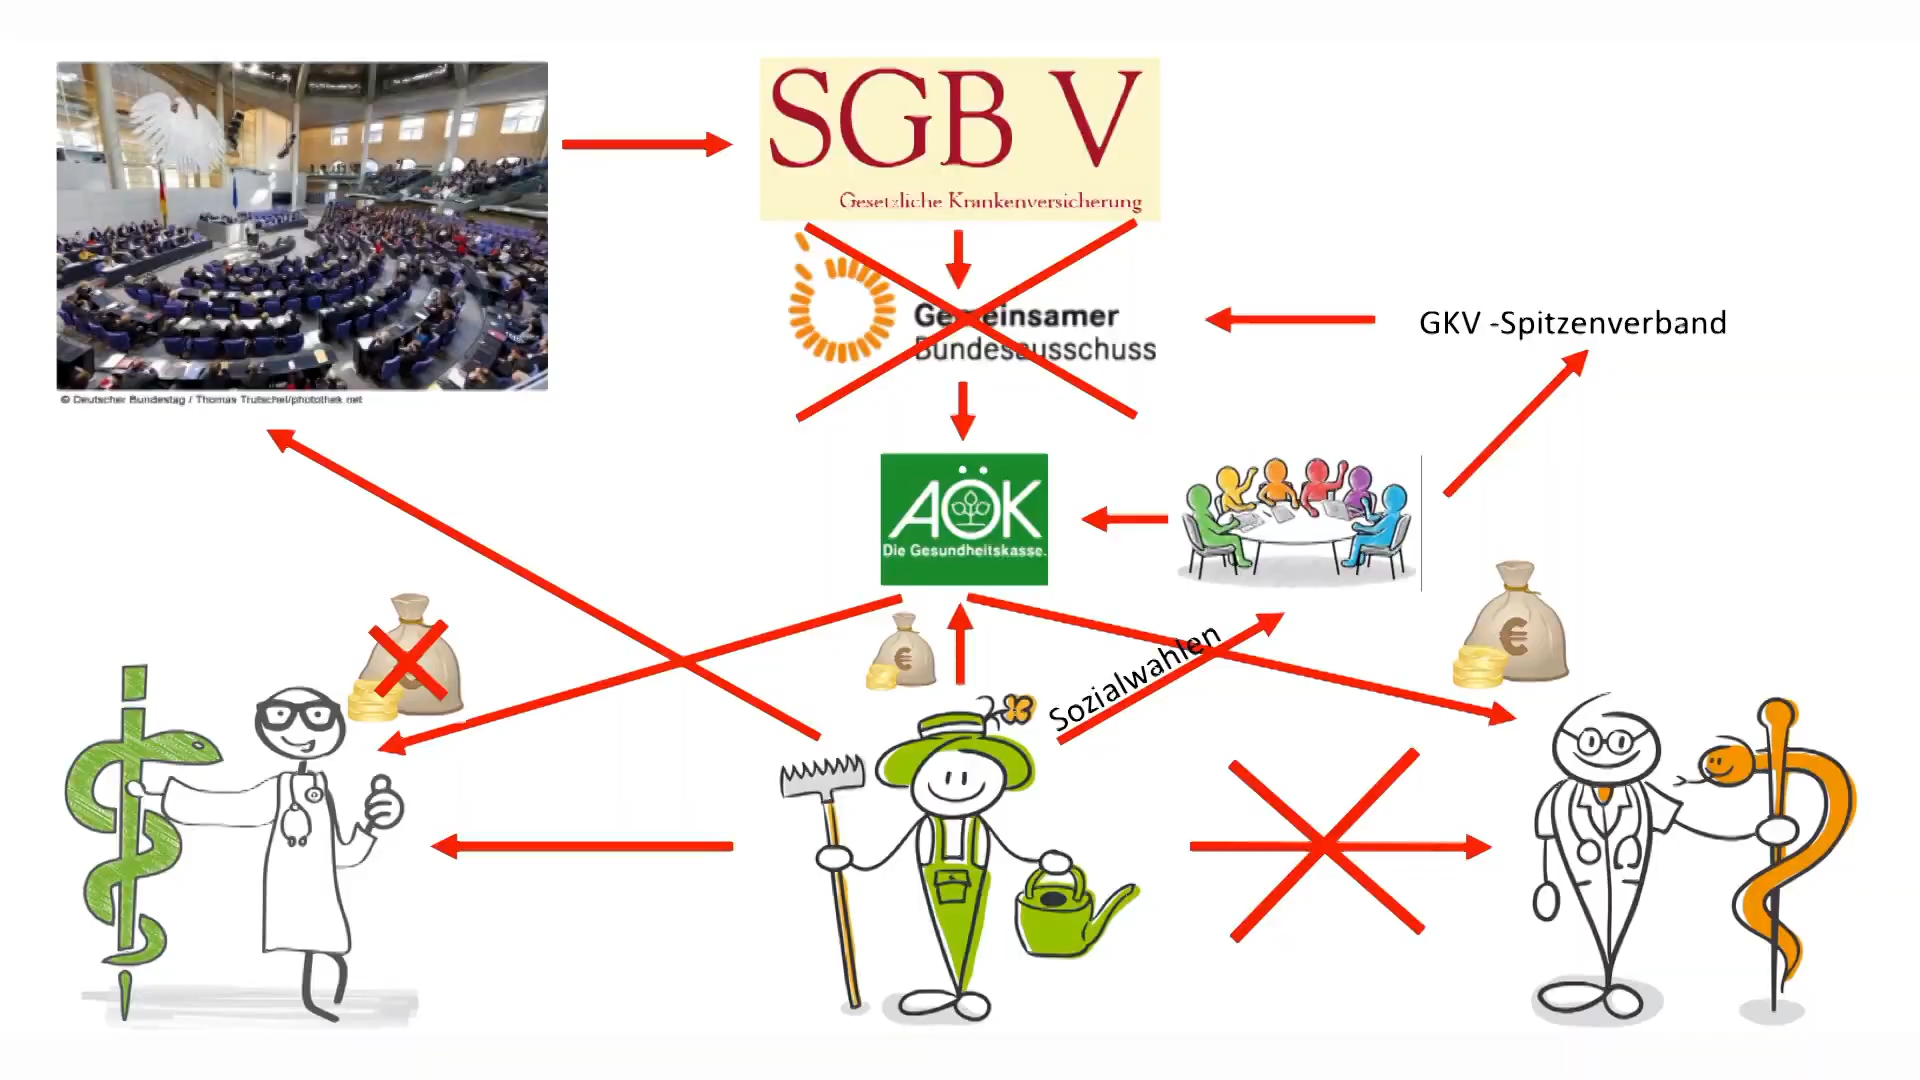 SGB V
Gesetzliche Krankenversicherung
Gemeinsamer
Bundesausschuss
GKV -Spitzenverband
© Deutscher Bundestag / Thomas Trutschel/photothek.net
AOK
Die Gesundheitskasse.
Sozialwahlen
€
€